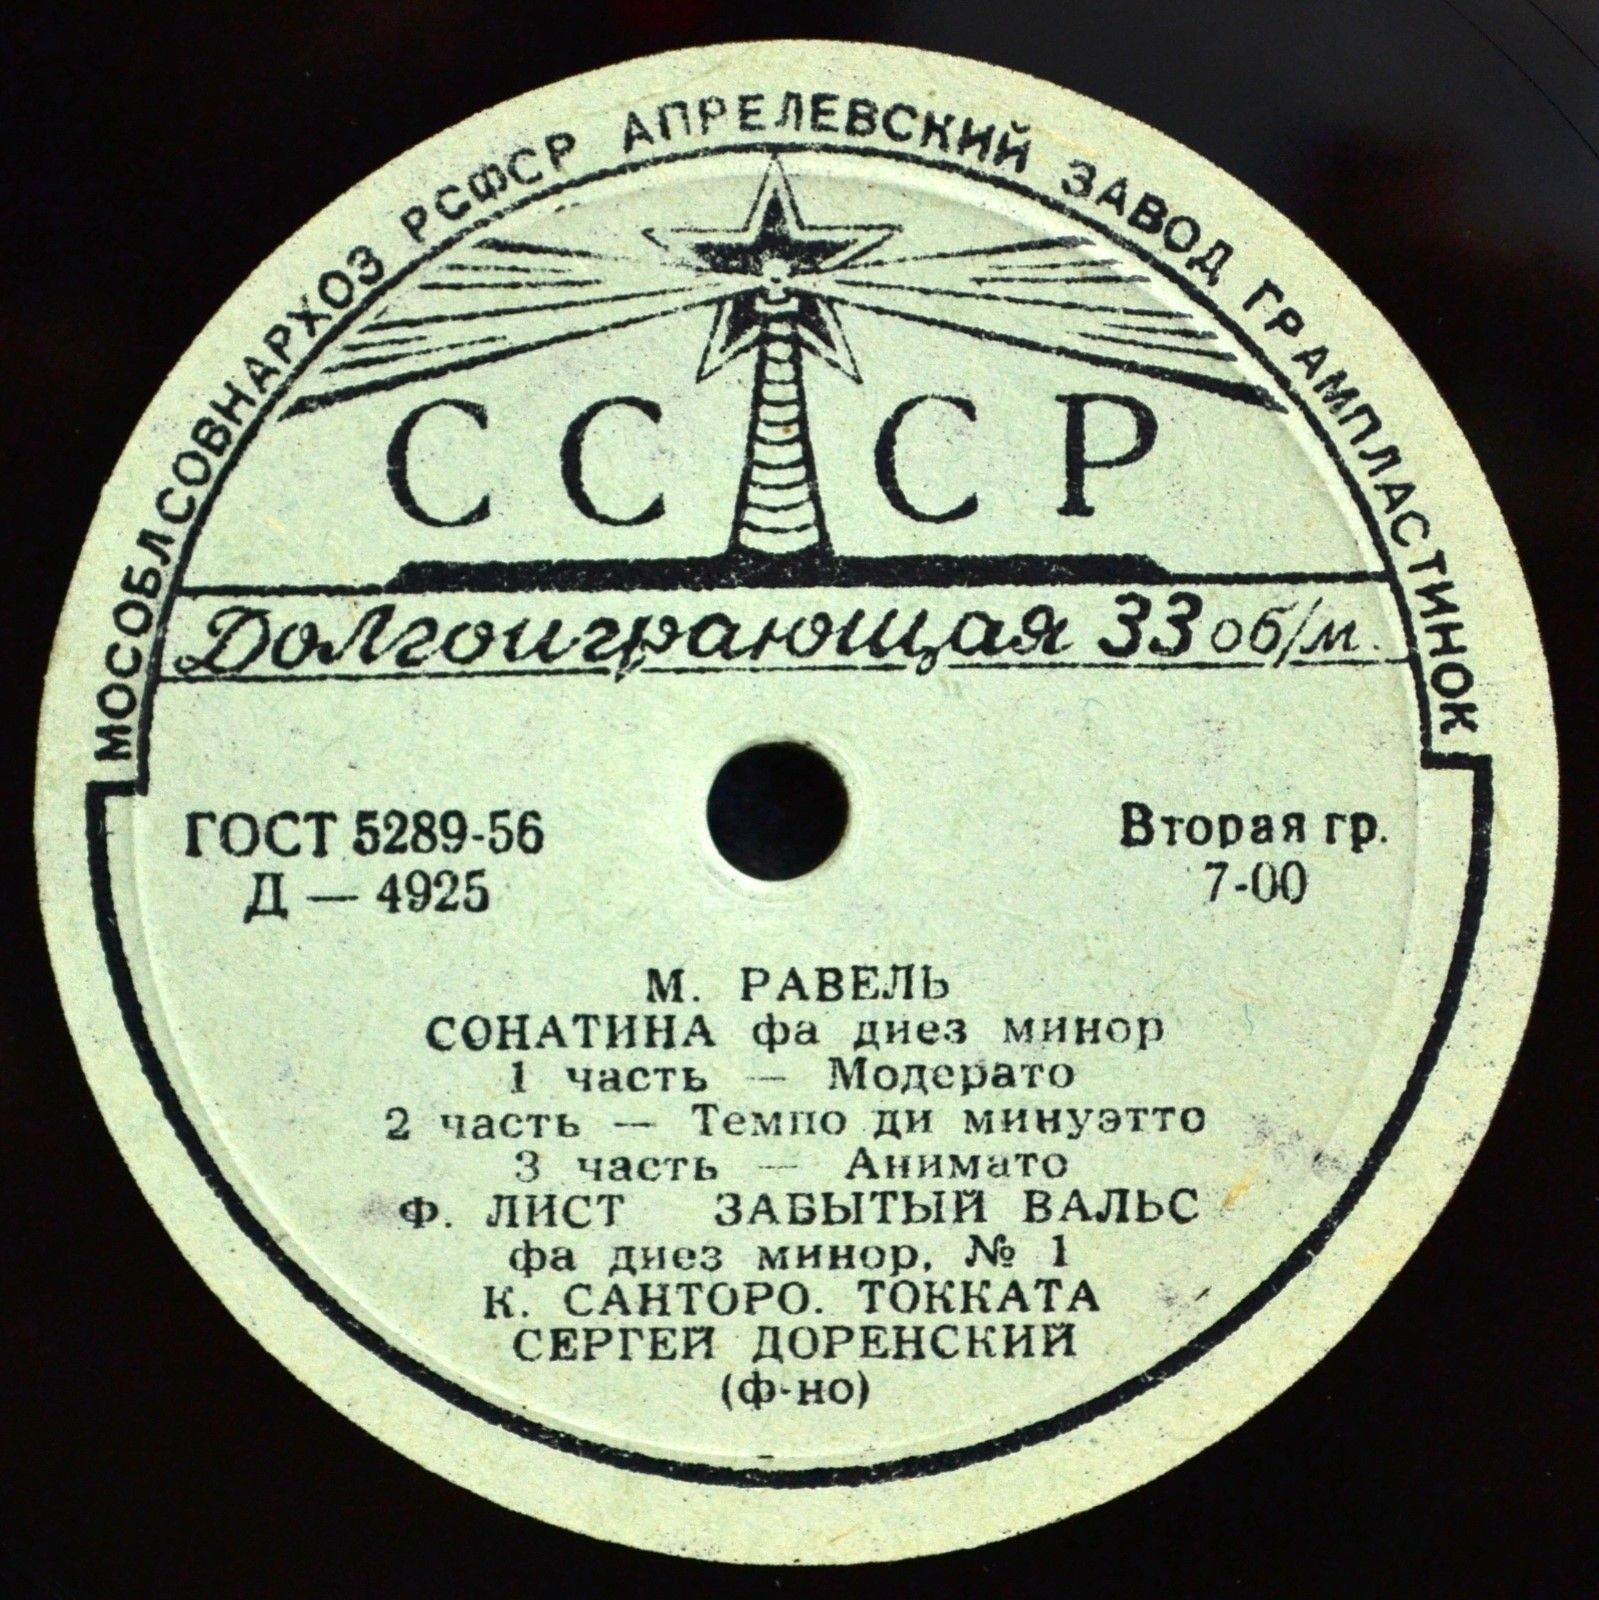 МОСОБЛСОВНАРХОЗ РСФСР АПРЕЛЕВСКИЙ ЗАВОД ГРАМПЛАСТИНОК
СССР
Долгоиграющая 33 об/м.
ГОСТ 5289-56
Д — 4925
Вторая гр.
7-00
М. РАВЕЛЬ
СОНАТИНА фа диез минор
1 часть — Модерато
2 часть — Темпо ди минуэтто
3 часть — Анимато
Ф. ЛИСТ ЗАБЫТЫЙ ВАЛЬС
фа диез минор, № 1
К. САНТОРО. ТОККАТА
СЕРГЕЙ ДОРЕНСКИЙ
(ф-но)